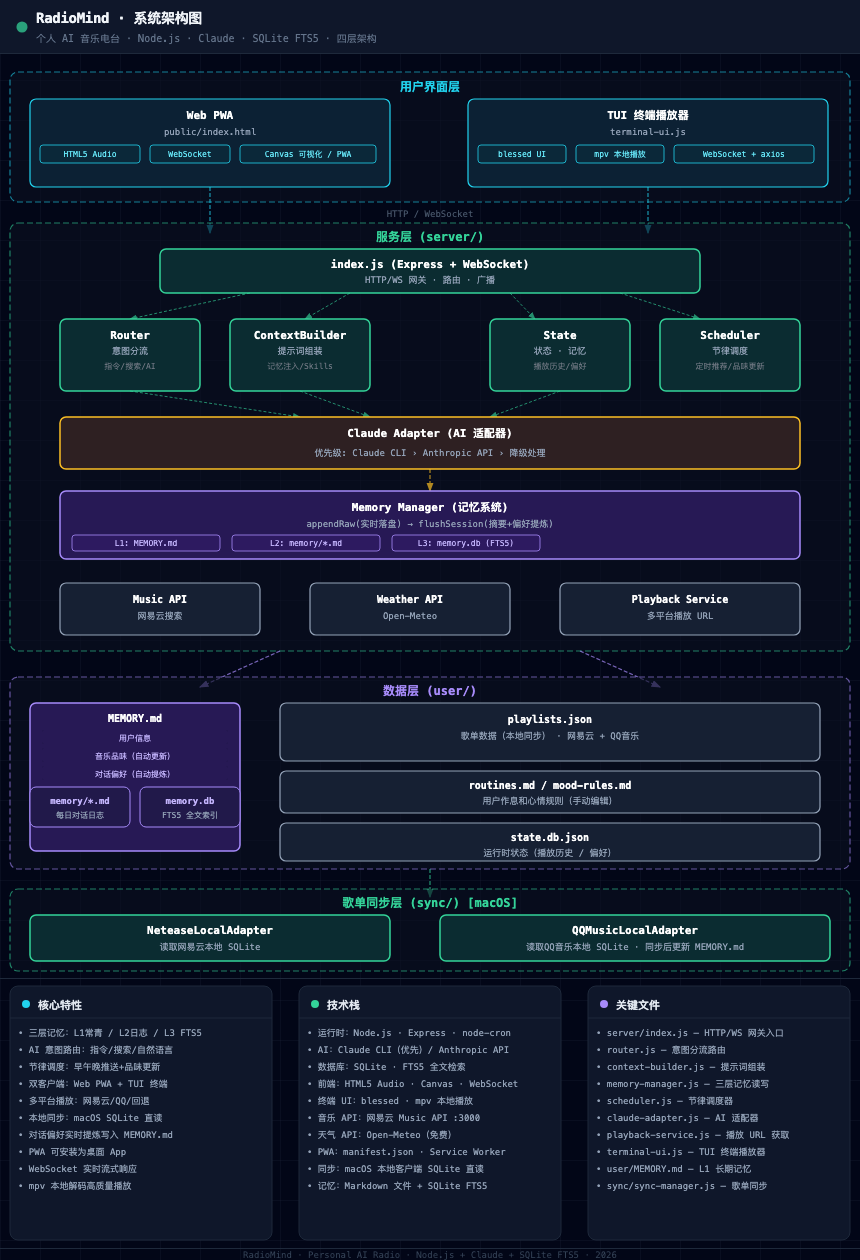 RadioMind · 系统架构图
个人 AI 音乐电台 · Node.js · Claude · SQLite FTS5 · 四层架构
用户界面层
Web PWA
public/index.html
HTML5 Audio
WebSocket
Canvas 可视化 / PWA
TUI 终端播放器
terminal-ui.js
blessed UI
mpv 本地播放
WebSocket + axios
HTTP / WebSocket
服务层 (server/)
index.js (Express + WebSocket)
HTTP/WS 网关 · 路由 · 广播
Router
意图分流
指令/搜索/AI
ContextBuilder
提示词组装
记忆注入/Skills
State
状态 · 记忆
播放历史/偏好
Scheduler
节律调度
定时推荐/品味更新
Claude Adapter (AI 适配器)
优先级: Claude CLI › Anthropic API › 降级处理
Memory Manager (记忆系统)
appendRaw(实时落盘) → flushSession(摘要+偏好提炼)
L1: MEMORY.md
L2: memory/*.md
L3: memory.db (FTS5)
Music API
网易云搜索
Weather API
Open-Meteo
Playback Service
多平台播放 URL
数据层 (user/)
MEMORY.md
用户信息
音乐品味 (自动更新)
对话偏好 (自动提炼)
memory/*.md
每日对话日志
memory.db
FTS5 全文索引
playlists.json
歌单数据 (本地同步) · 网易云 + QQ音乐
routines.md / mood-rules.md
用户作息和心情规则 (手动编辑)
state.db.json
运行时状态 (播放历史 / 偏好)
歌单同步层 (sync/) [macOS]
NeteaseLocalAdapter
读取网易云本地 SQLite
QQMusicLocalAdapter
读取QQ音乐本地 SQLite · 同步后更新 MEMORY.md
核心特性
• 三层记忆: L1常青 / L2日志 / L3 FTS5
• AI 意图路由: 指令/搜索/自然语言
• 节律调度: 早午晚推送+品味更新
• 双客户端: Web PWA + TUI 终端
• 多平台播放: 网易云/QQ/回退
• 本地同步: macOS SQLite 直读
• 对话偏好实时提炼写入 MEMORY.md
• PWA 可安装为桌面 App
• WebSocket 实时流式响应
• mpv 本地解码高质量播放
技术栈
• 运行时: Node.js · Express · node-cron
• AI: Claude CLI (优先) / Anthropic API
• 数据库: SQLite · FTS5 全文检索
• 前端: HTML5 Audio · Canvas · WebSocket
• 终端 UI: blessed · mpv 本地播放
• 音乐 API: 网易云 Music API :3000
• 天气 API: Open-Meteo (免费)
• PWA: manifest.json · Service Worker
• 同步: macOS 本地客户端 SQLite 直读
• 记忆: Markdown 文件 + SQLite FTS5
关键文件
• server/index.js — HTTP/WS 网关入口
• router.js — 意图分流路由
• context-builder.js — 提示词组装
• memory-manager.js — 三层记忆读写
• scheduler.js — 节律调度器
• claude-adapter.js — AI 适配器
• playback-service.js — 播放 URL 获取
• terminal-ui.js — TUI 终端播放器
• user/MEMORY.md — L1 长期记忆
• sync/sync-manager.js — 歌单同步
RadioMind · Personal AI Radio · Node.js + Claude + SQLite FTS5 · 2026